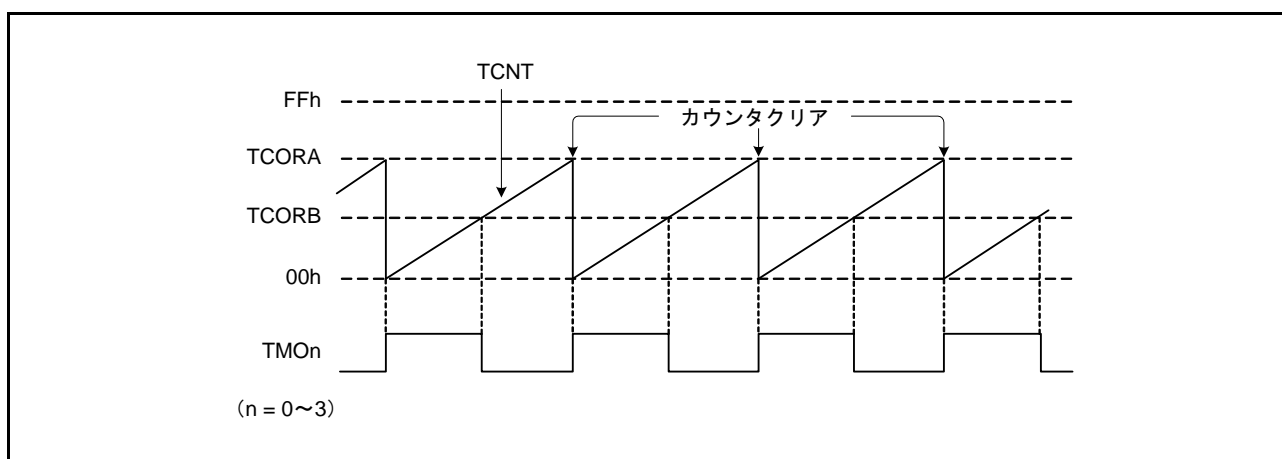 TCNT
FFh
カウンタクリア
TCORA
TCORB
00h
TMOn
（n = 0～3）